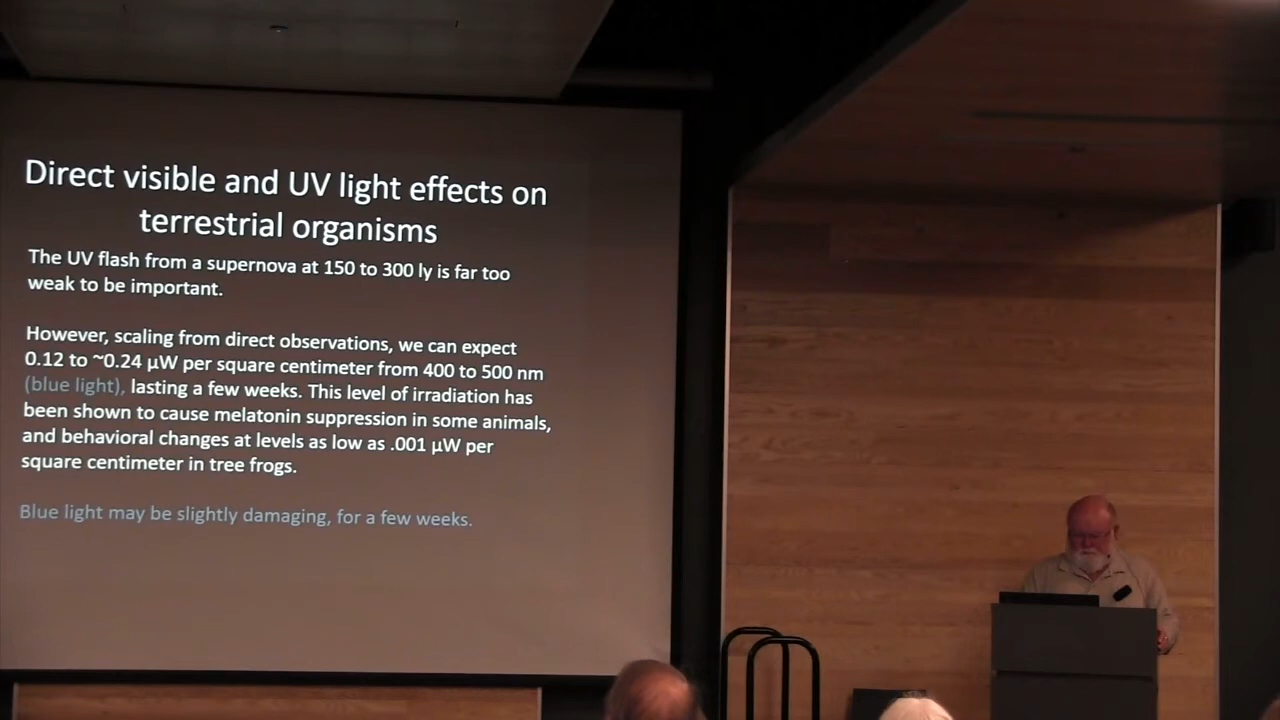 Direct visible and UV light effects on
terrestrial organisms
The UV flash from a supernova at 150 to 300 ly is far too
weak to be important.
However, scaling from direct observations, we can expect
0.12 to ~0.24 µW per square centimeter from 400 to 500 nm
(blue light), lasting a few weeks. This level of irradiation has
been shown to cause melatonin suppression in some animals,
and behavioral changes at levels as low as .001 µW per
square centimeter in tree frogs.
Blue light may be slightly damaging, for a few weeks.